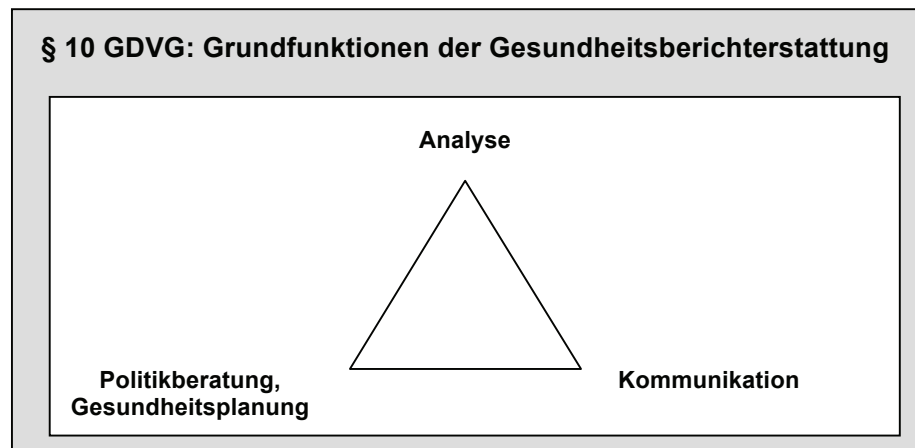 § 10 GDVG: Grundfunktionen der Gesundheitsberichterstattung
Analyse
Politikberatung,
Gesundheitsplanung
Kommunikation